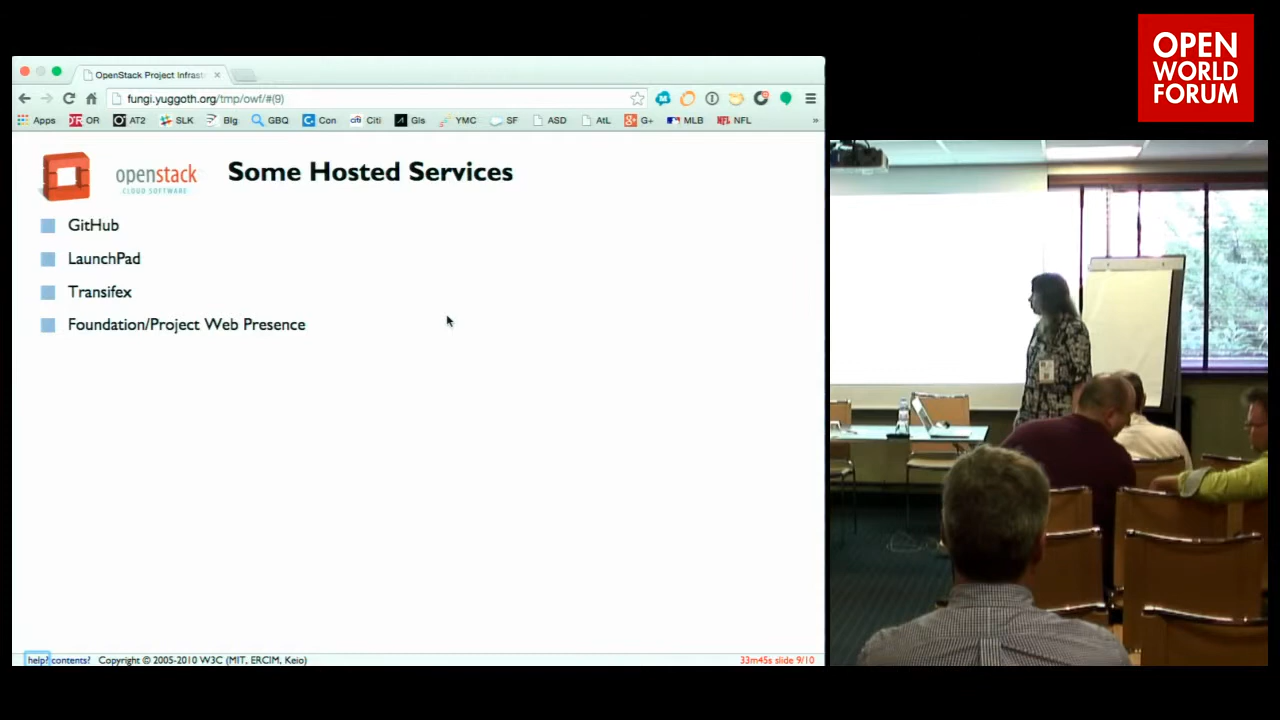 OPEN
WORLD
FORUM
OpenStack Project Infrast
fungi.yuggoth.org/tmp/owf/#(9)
Apps OR AT2 SLK Big GBQ Con Citi Gis YMC SF ASD AtL G+ MLB NFL »
openstack
CLOUD SOFTWARE
Some Hosted Services
GitHub
LaunchPad
Transifex
Foundation/Project Web Presence
help? contents? Copyright © 2005-2010 W3C (MIT, ERCIM, Keio)
33m45s slide 9/10